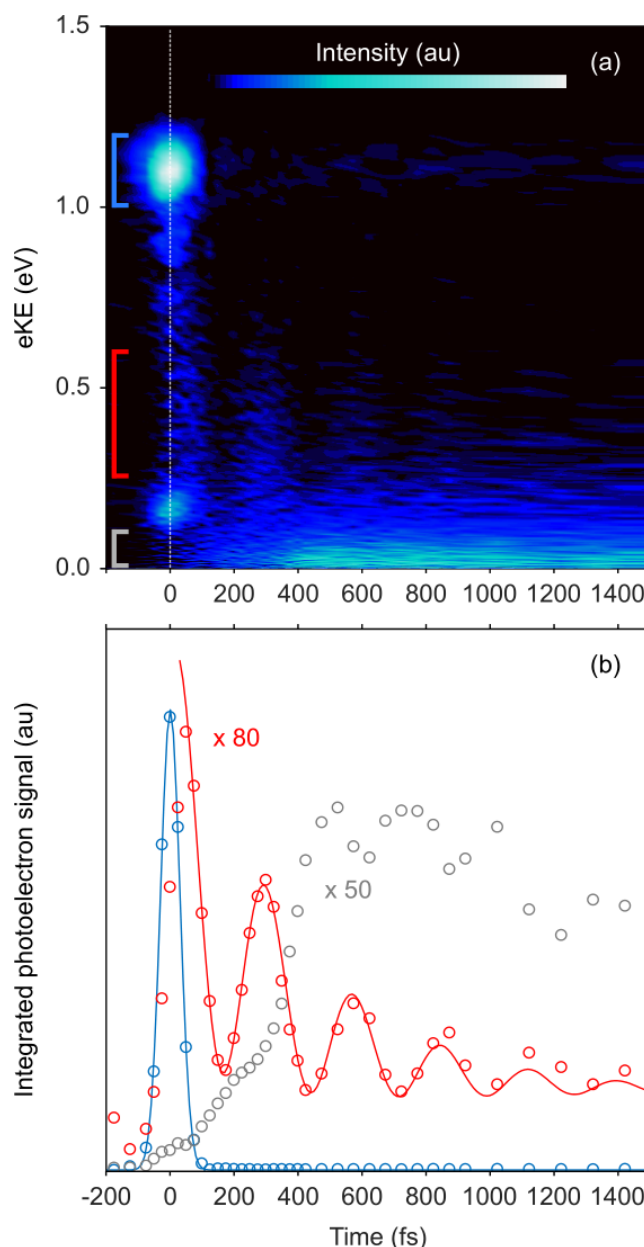 1.5
Intensity (au)
(a)
1.0
eKE (eV)
0.5
0.0
0 200 400 600 800 1000 1200 1400
(b)
x 80
x 50
Integrated photoelectron signal (au)
-200 0 200 400 600 800 1000 1200 1400
Time (fs)